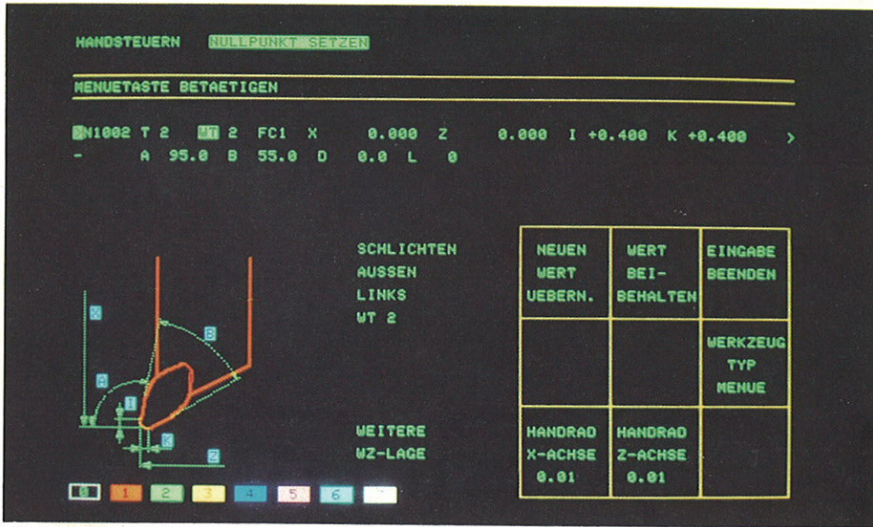 HANDSTEUERN NULLPUNKT SETZEN
MENUETASTE BETAETIGEN
N1002 T 2 WT 2 FC1 X 0.000 Z 0.000 I +0.400 K +0.400 >
- A 95.0 B 55.0 D 0.0 L 0
SCHLICHTEN
AUSSEN
LINKS
WT 2
WEITERE
WZ-LAGE
NEUEN
WERT
UEBERN.
WERT
BEI-
BEHALTEN
EINGABE
BEENDEN
WERKZEUG
TYP
MENUE
HANDRAD
X-ACHSE
0.01
HANDRAD
Z-ACHSE
0.01
X
B
A
I
K
Z
0 1 2 3 4 5 6